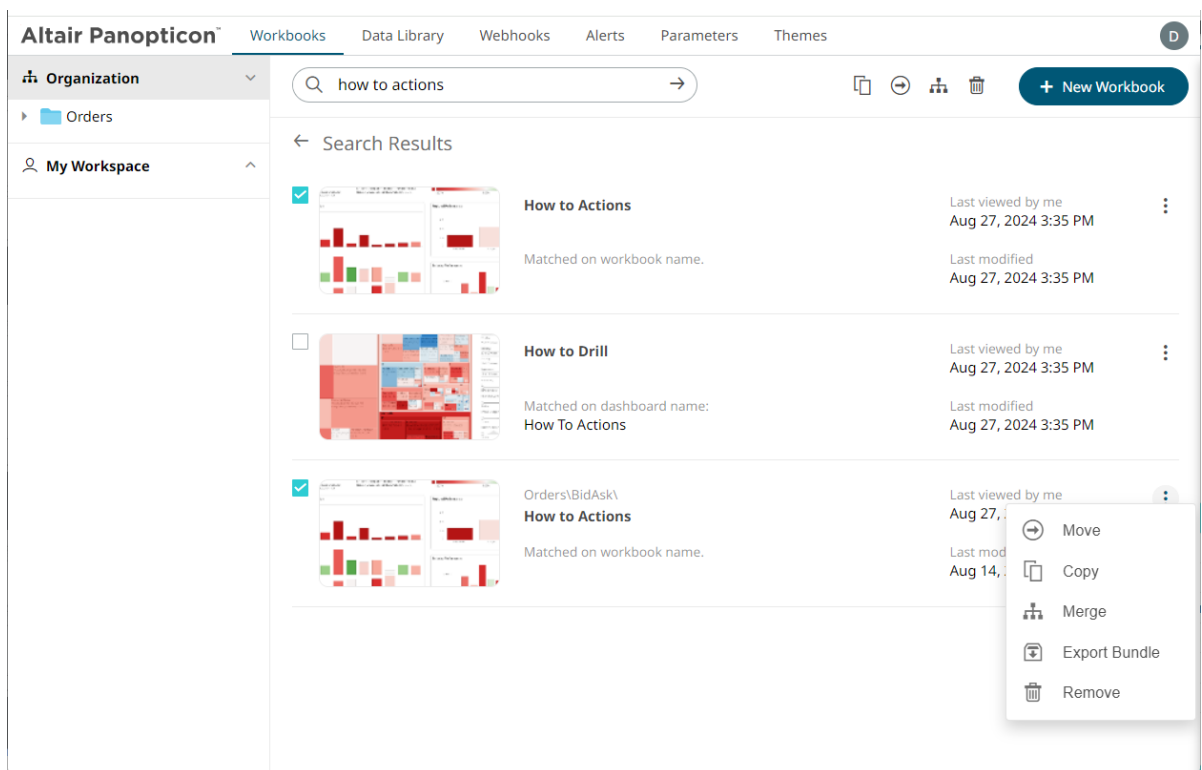 Altair Panopticon™ Workbooks Data Library Webhooks Alerts Parameters Themes D
Organization
Orders
My Workspace
how to actions
+ New Workbook
Search Results
How to Actions
Matched on workbook name.
Last viewed by me
Aug 27, 2024 3:35 PM
Last modified
Aug 27, 2024 3:35 PM
How to Drill
Matched on dashboard name:
How To Actions
Last viewed by me
Aug 27, 2024 3:35 PM
Last modified
Aug 27, 2024 3:35 PM
Orders\BidAsk\
How to Actions
Matched on workbook name.
Last viewed by me
Aug 27,
Last mod
Aug 14,
Move
Copy
Merge
Export Bundle
Remove